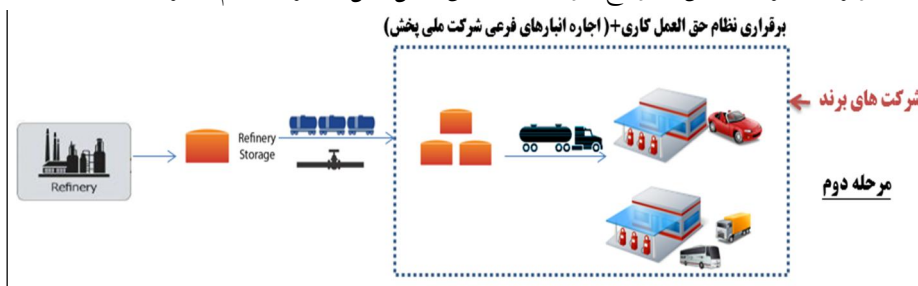 برقراری نظام حق العمل کاری+( اجاره انبارهای فرعی شرکت ملی پخش)
شرکت های برند
Refinery
Storage
Refinery
مرحله دوم